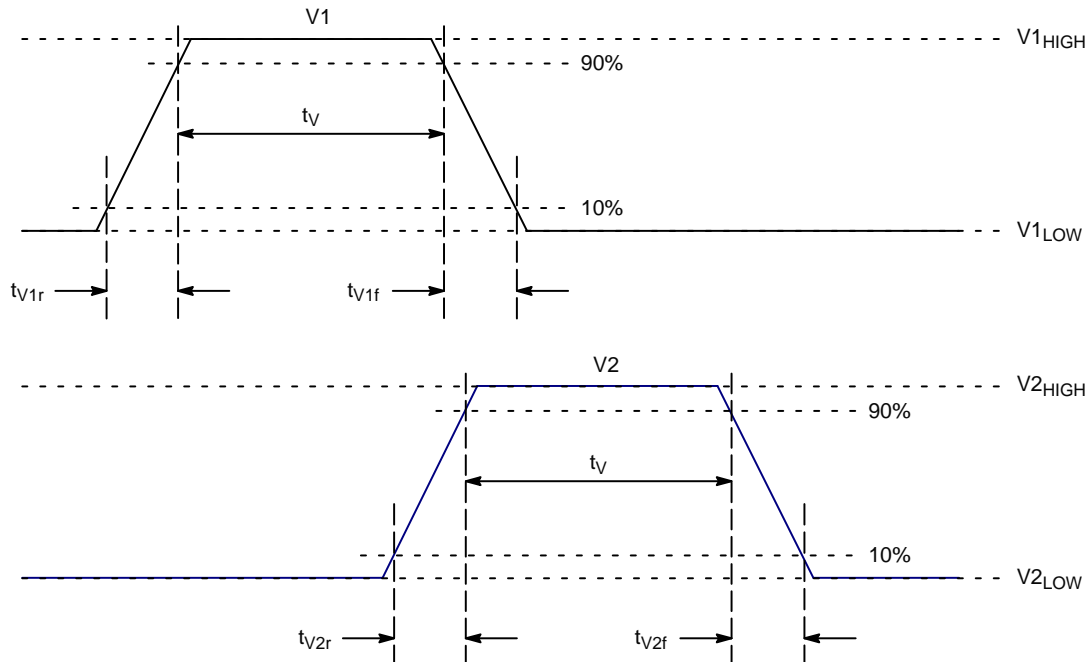 V1
V1HIGH
90%
tV
10%
V1LOW
tV1r
tV1f
V2
V2HIGH
90%
tV
10%
V2LOW
tV2r
tV2f